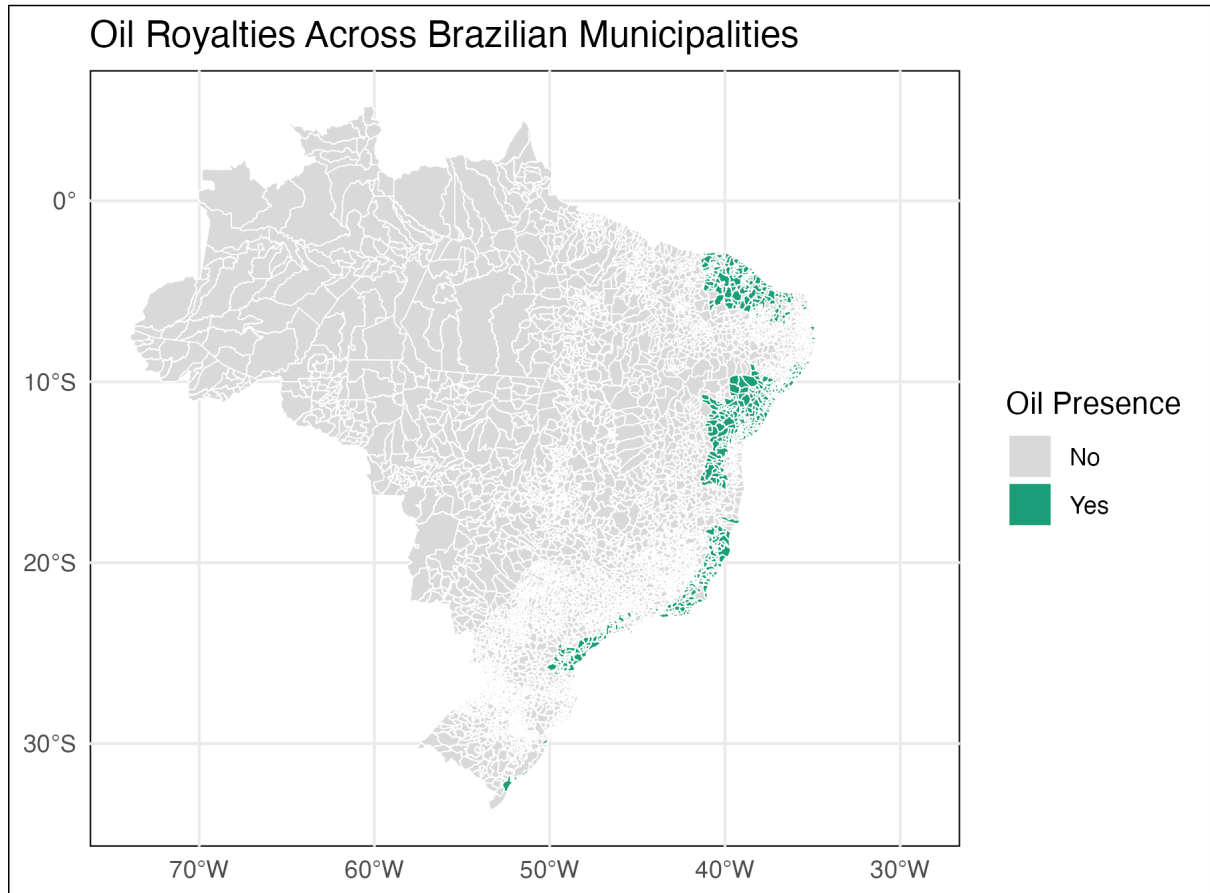 Oil Royalties Across Brazilian Municipalities
0°
10°S
20°S
30°S
70°W
60°W
50°W
40°W
30°W
Oil Presence
No
Yes